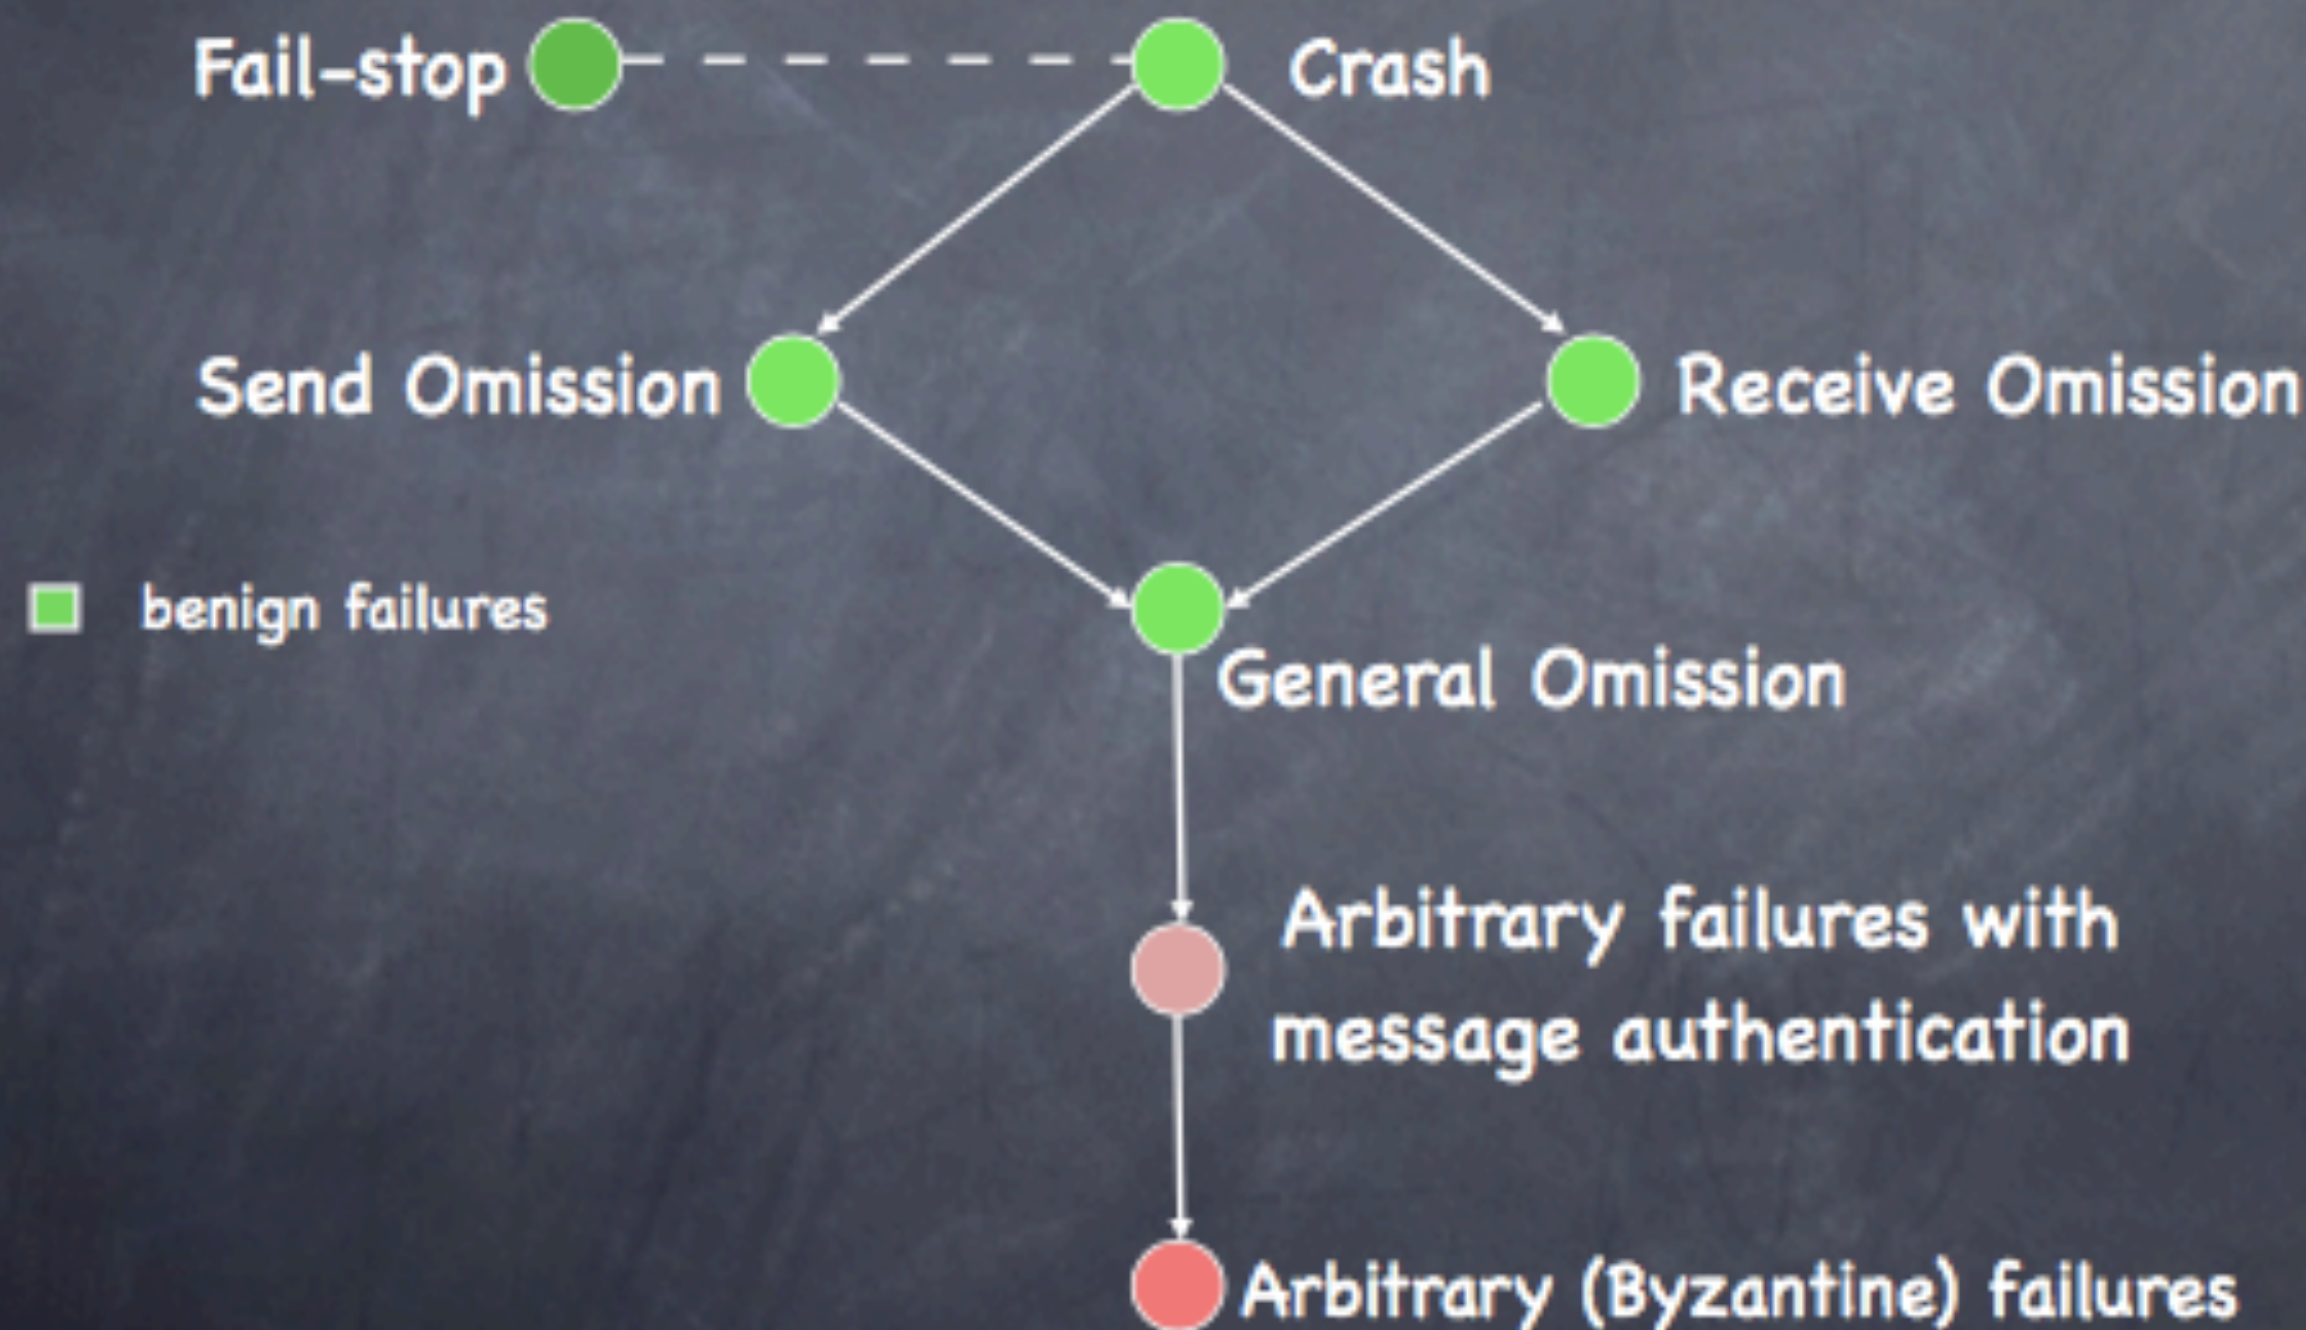 Fail-stop
Crash
Send Omission
Receive Omission
benign failures
General Omission
Arbitrary failures with
message authentication
Arbitrary (Byzantine) failures